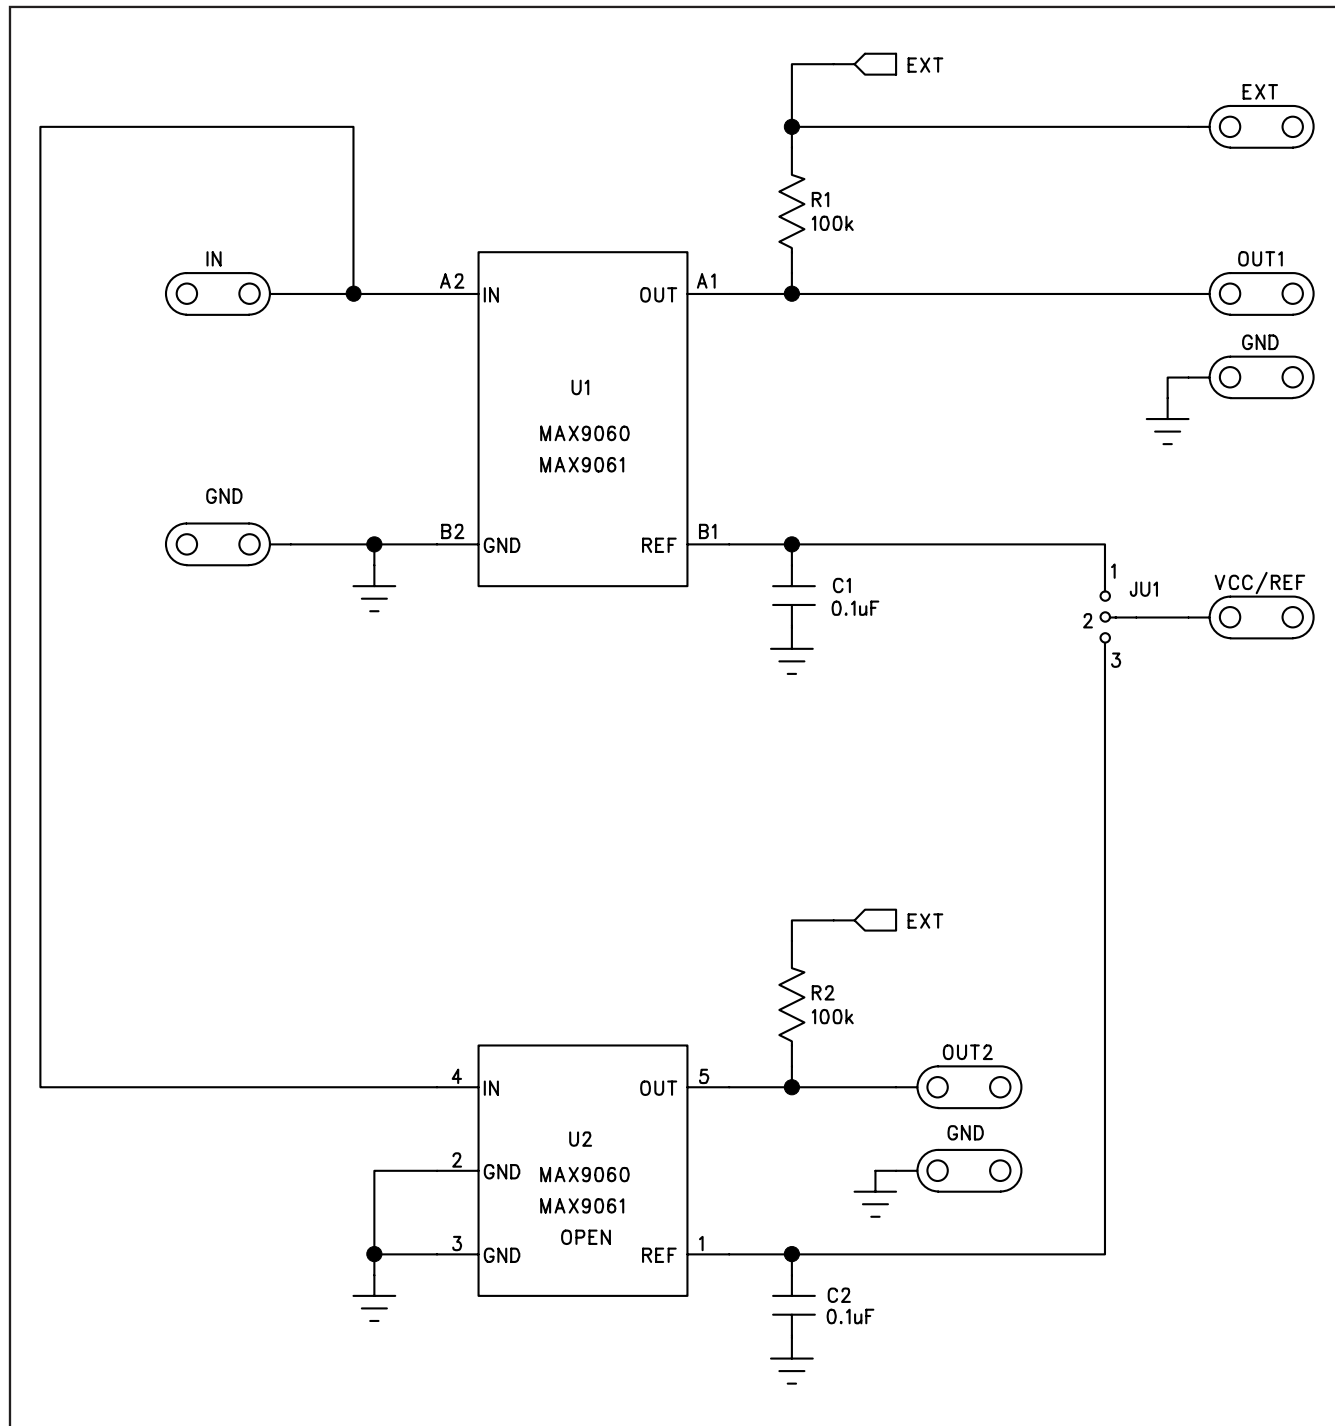 EXT
EXT
R1
100k
IN
A2
IN
OUT
A1
OUT1
GND
U1
MAX9060
MAX9061
GND
B2
GND
REF
B1
C1
0.1uF
1
JU1
2
3
VCC/REF
EXT
R2
100k
4
IN
OUT
5
OUT2
U2
GND
2
GND
MAX9060
MAX9061
OPEN
3
GND
REF
1
C2
0.1uF